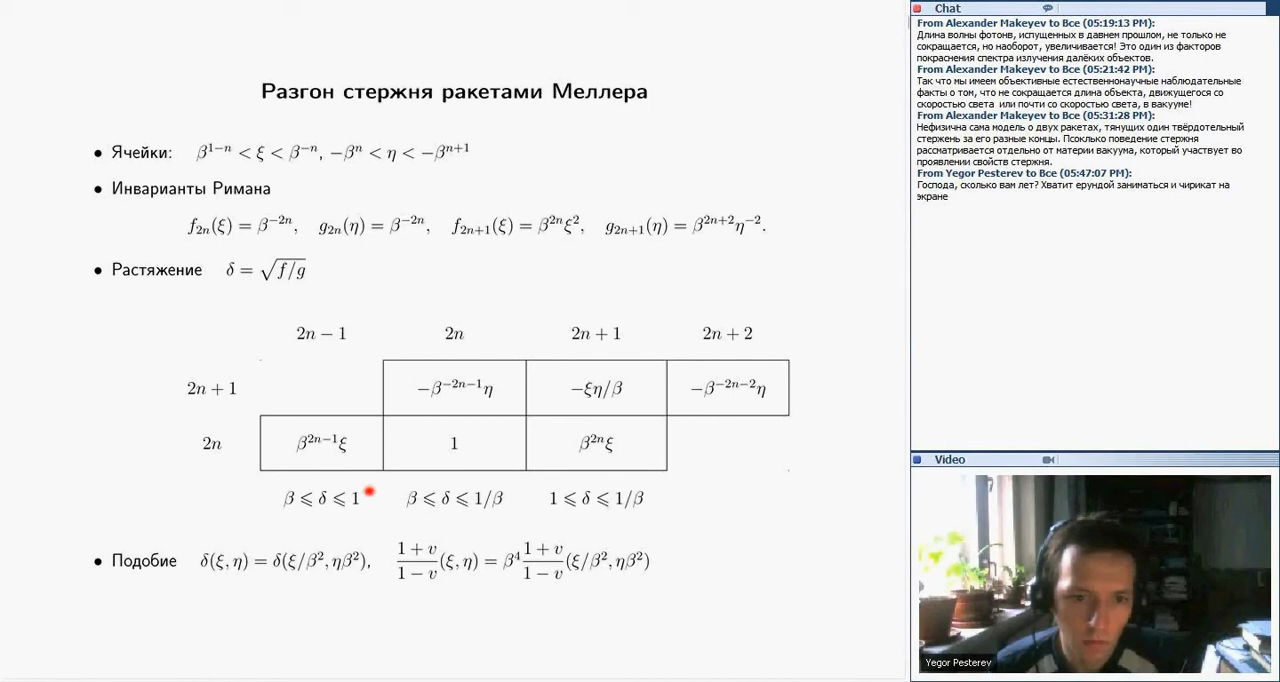 Разгон стержня ракетами Меллера
• Ячейки: β^{1−n} < ξ < β^{−n}, −β^n < η < −β^{n+1}
• Инварианты Римана
f_{2n}(ξ) = β^{−2n}, g_{2n}(η) = β^{−2n}, f_{2n+1}(ξ) = β^{2n}ξ^2, g_{2n+1}(η) = β^{2n+2}η^{−2}.
• Растяжение δ = √(f/g)
2n − 1 2n 2n + 1 2n + 2
2n + 1 −β^{−2n−1}η −ξη/β −β^{−2n−2}η
2n β^{2n−1}ξ 1 β^{2n}ξ
β ⩽ δ ⩽ 1 β ⩽ δ ⩽ 1/β 1 ⩽ δ ⩽ 1/β
• Подобие δ(ξ, η) = δ(ξ/β^2, ηβ^2), \frac{1 + v}{1 − v}(ξ, η) = β^4 \frac{1 + v}{1 − v}(ξ/β^2, ηβ^2)
Chat
From Alexander Makeyev to Все (05:19:13 PM):
Длина волны фотонв, испущенных в давнем прошлом, не только не
сокращается, но наоборот, увеличивается! Это один из факторов
покраснения спектра излучения далёких объектов.
From Alexander Makeyev to Все (05:21:42 PM):
Так что мы имеем объективные естественнонаучные наблюдательные
факты о том, что не сокращается длина объекта, движущегося со
скоростью света или почти со скоростью света, в вакууме!
From Alexander Makeyev to Все (05:31:28 PM):
Нефизична сама модель о двух ракетах, тянущих один твёрдотельный
стержень за его разные концы. Псоклько поведение стержня
рассматривается отдельно от материи вакуума, который участвует во
проявлении свойств стержня.
From Yegor Pesterev to Все (05:47:07 PM):
Господа, сколько вам лет? Хватит ерундой заниматься и чирикат на
экране
Video
Yegor Pesterev